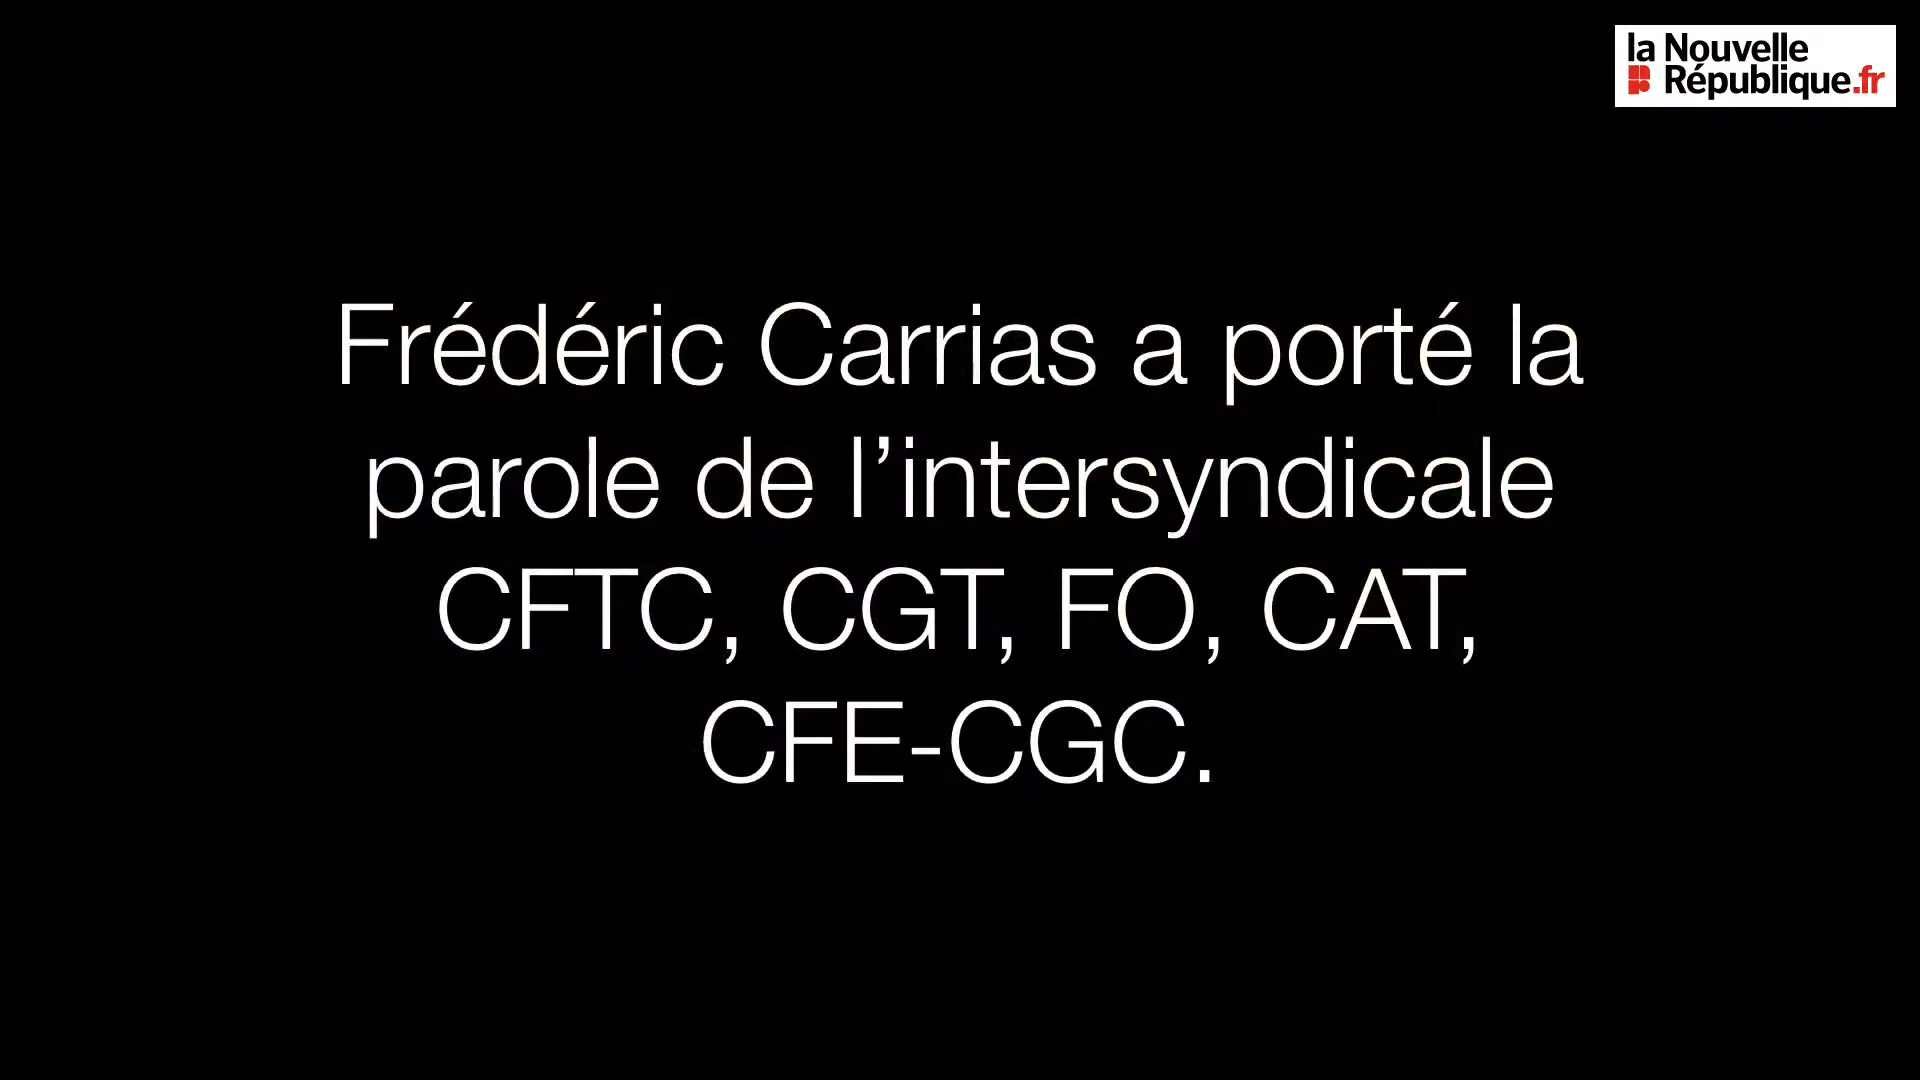 la Nouvelle
République.fr
Frédéric Carrias a porté la
parole de l’intersyndicale
CFTC, CGT, FO, CAT,
CFE-CGC.